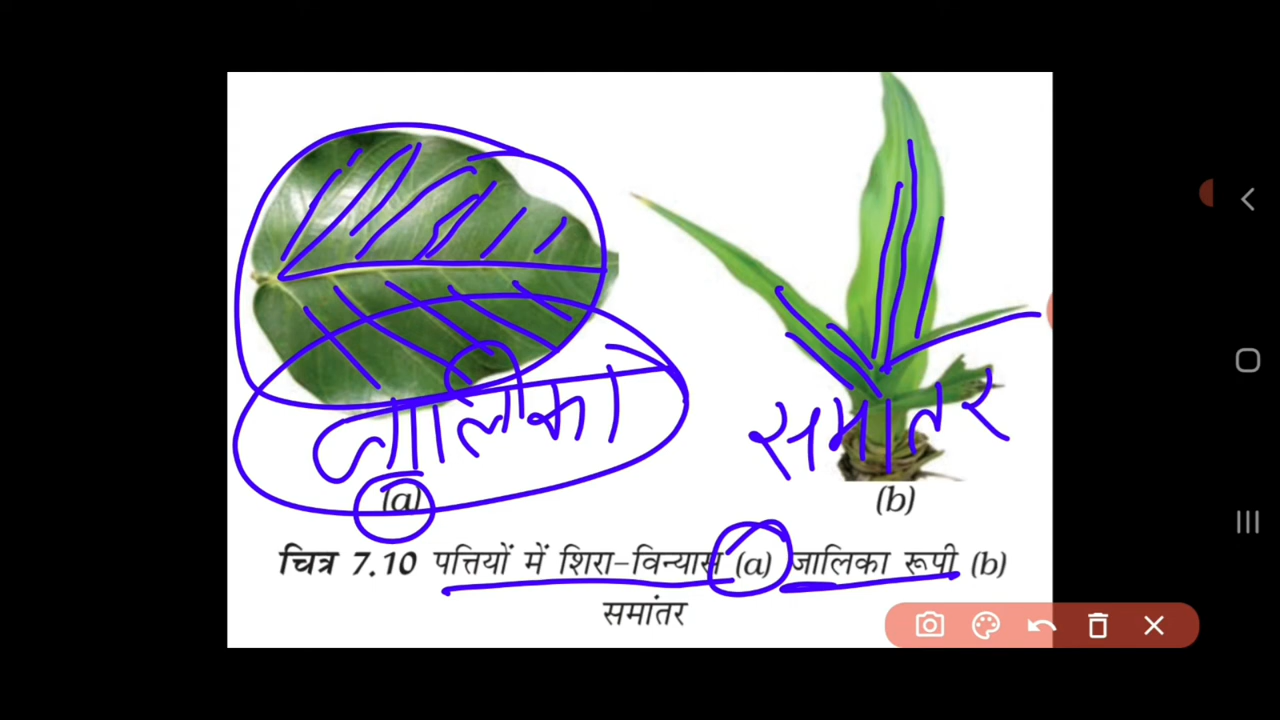 जालिका
समातर
(a)
(b)
चित्र 7.10 पत्तियों में शिरा-विन्यास (a) जालिका रूपी (b)
समांतर